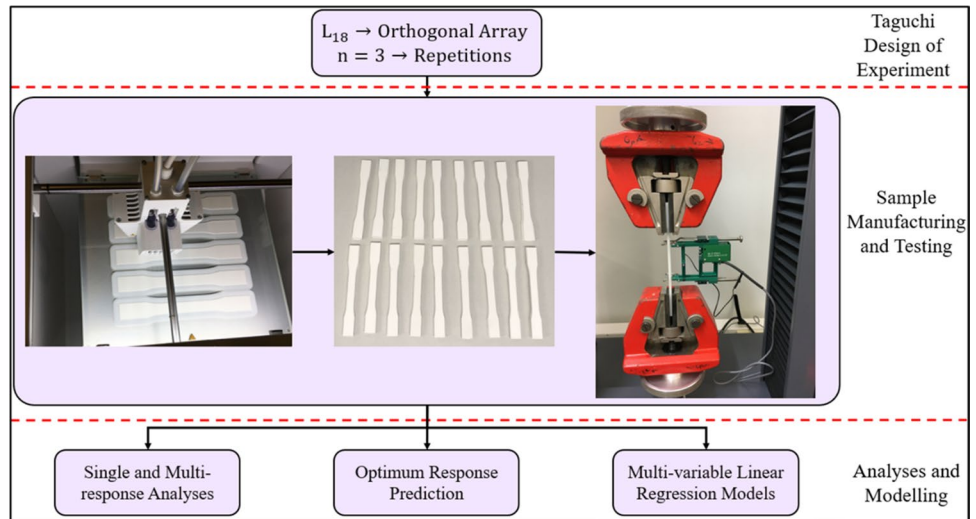 L₁₈ → Orthogonal Array
n = 3 → Repetitions
Taguchi
Design of
Experiment
Sample
Manufacturing
and Testing
Single and Multi-
response Analyses
Optimum Response
Prediction
Multi-variable Linear
Regression Models
Analyses and
Modelling